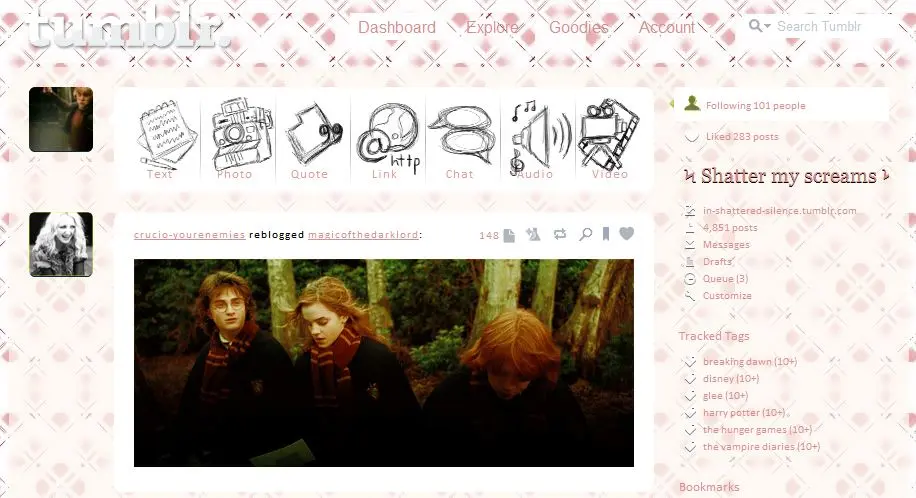 tumblr.
Dashboard Explore Goodies Account Search Tumblr
@ http
Text Photo Quote Link Chat Audio Video
Following 101 people
Liked 283 posts
Shatter my screams
in-shattered-silence.tumblr.com
4,851 posts
Messages
Drafts
Queue (3)
Customize
crucio-yourenemies reblogged magicofthedarklord: 148
Tracked Tags
breaking dawn (10+)
disney (10+)
glee (10+)
harry potter (10+)
the hunger games (10+)
the vampire diaries (10+)
Bookmarks